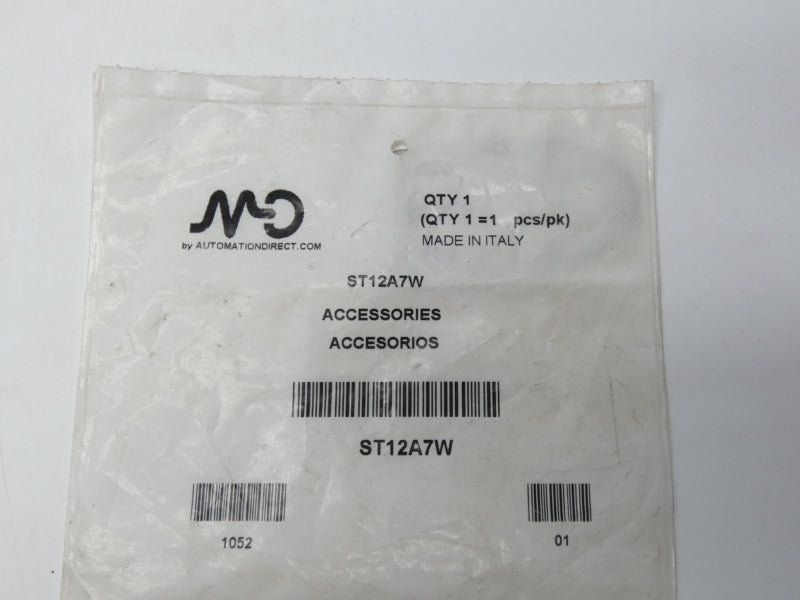 MD
by AUTOMATIONDIRECT.COM
QTY 1
(QTY 1 =1 pcs/pk)
MADE IN ITALY
ST12A7W
ACCESSORIES
ACCESORIOS
ST12A7W
1052
01